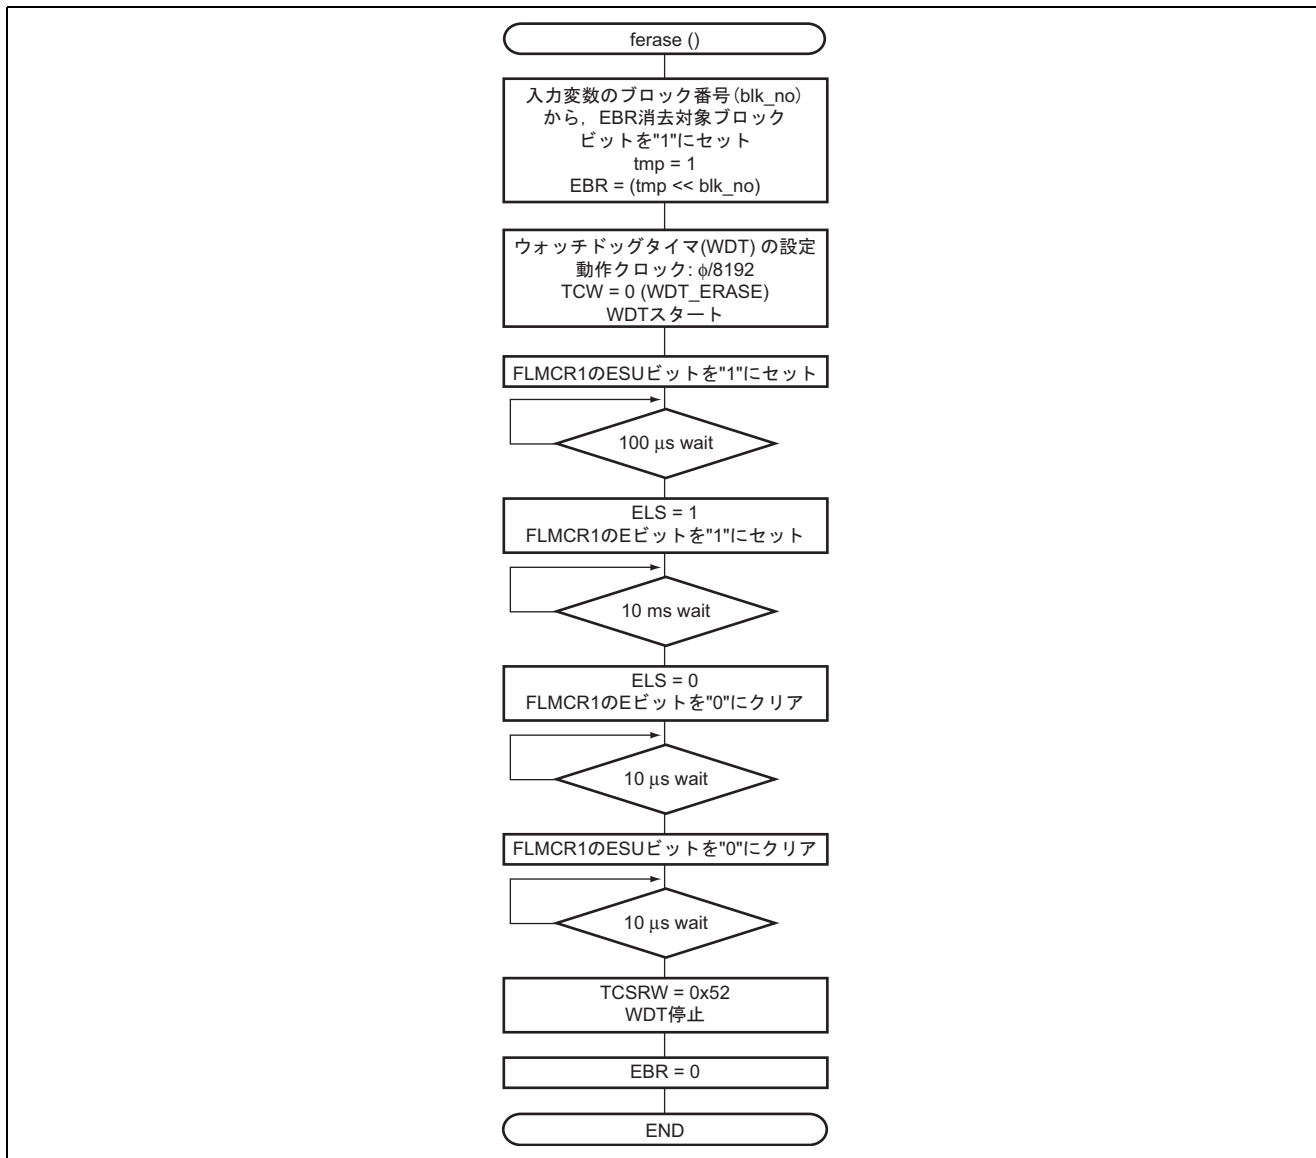 ferase ()
入力変数のブロック番号(blk_no)
から，EBR消去対象ブロック
ビットを"1"にセット
tmp = 1
EBR = (tmp << blk_no)
ウォッチドッグタイマ(WDT) の設定
動作クロック: φ/8192
TCW = 0 (WDT_ERASE)
WDTスタート
FLMCR1のESUビットを"1"にセット
100 μs wait
ELS = 1
FLMCR1のEビットを"1"にセット
10 ms wait
ELS = 0
FLMCR1のEビットを"0"にクリア
10 μs wait
FLMCR1のESUビットを"0"にクリア
10 μs wait
TCSRW = 0x52
WDT停止
EBR = 0
END